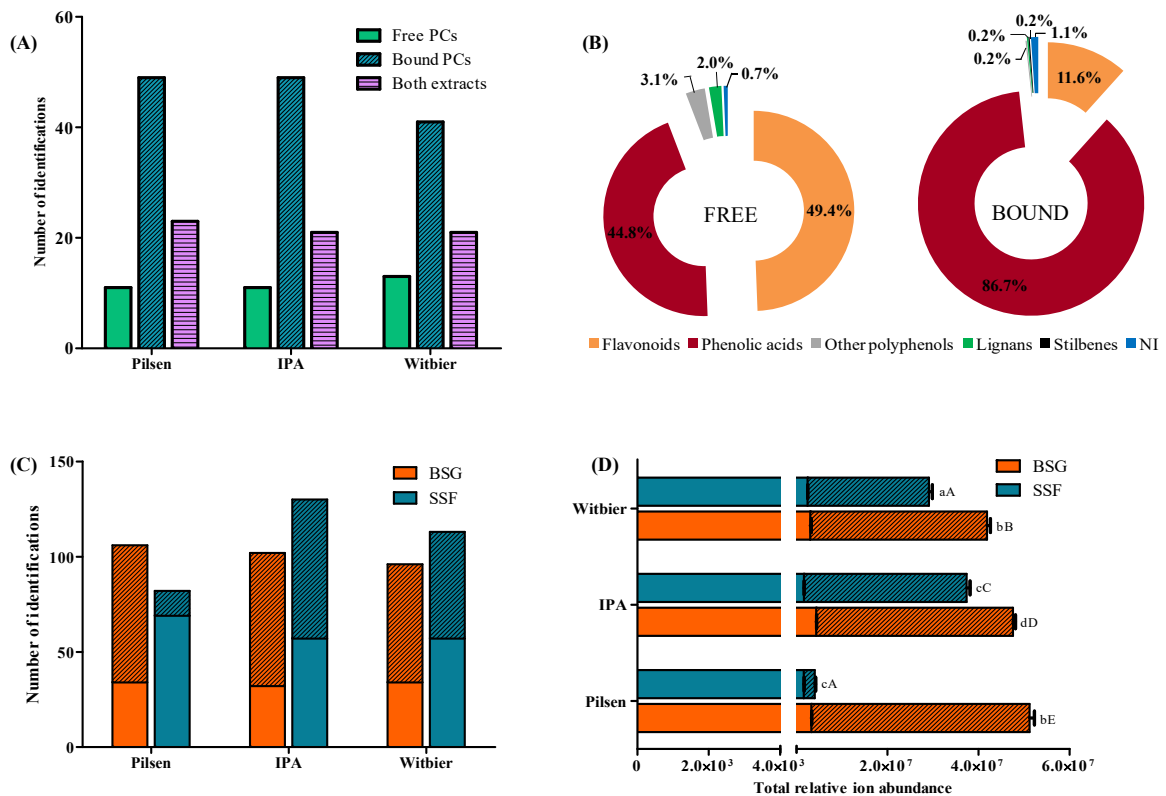 (A)
60
40
20
0
Number of identifications
Free PCs
Bound PCs
Both extracts
Pilsen
IPA
Witbier
(B)
3.1%
2.0%
0.7%
44.8%
FREE
49.4%
0.2%
0.2%
0.2%
1.1%
11.6%
BOUND
86.7%
Flavonoids
Phenolic acids
Other polyphenols
Lignans
Stilbenes
NI
(C)
150
100
50
0
Number of identifications
BSG
SSF
Pilsen
IPA
Witbier
(D)
BSG
SSF
Witbier
aA
bB
IPA
cC
dD
Pilsen
cA
bE
0
2.0×10³
4.0×10³
2.0×10⁷
4.0×10⁷
6.0×10⁷
Total relative ion abundance